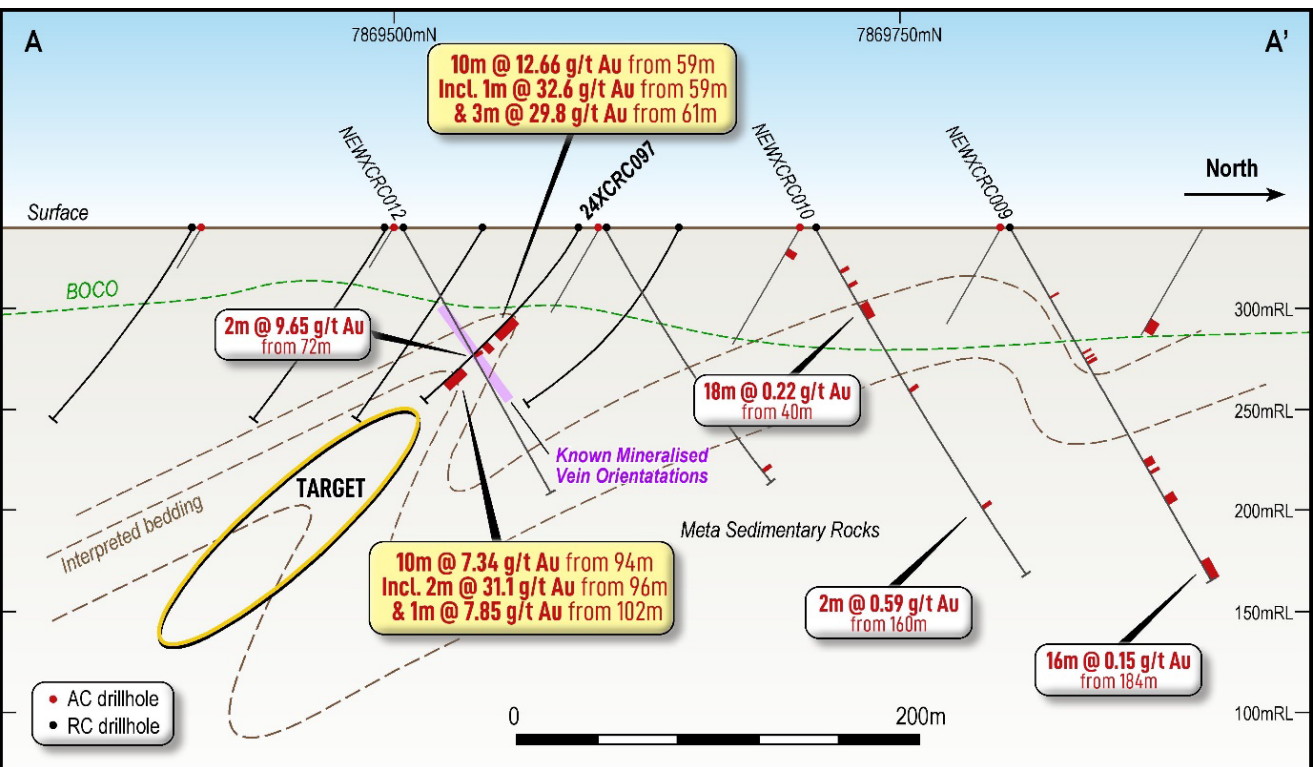 A
7869500mN
7869750mN
A'
10m @ 12.66 g/t Au from 59m
Incl. 1m @ 32.6 g/t Au from 59m
& 3m @ 29.8 g/t Au from 61m
NEWXCRC012
24XCRC097
NEWXCRC010
NEWXCRC009
North
Surface
BOCO
300mRL
2m @ 9.65 g/t Au
from 72m
18m @ 0.22 g/t Au
from 40m
250mRL
Known Mineralised
Vein Orientatations
TARGET
Interpreted bedding
200mRL
Meta Sedimentary Rocks
10m @ 7.34 g/t Au from 94m
Incl. 2m @ 31.1 g/t Au from 96m
& 1m @ 7.85 g/t Au from 102m
2m @ 0.59 g/t Au
from 160m
150mRL
16m @ 0.15 g/t Au
from 184m
AC drillhole
RC drillhole
0
200m
100mRL